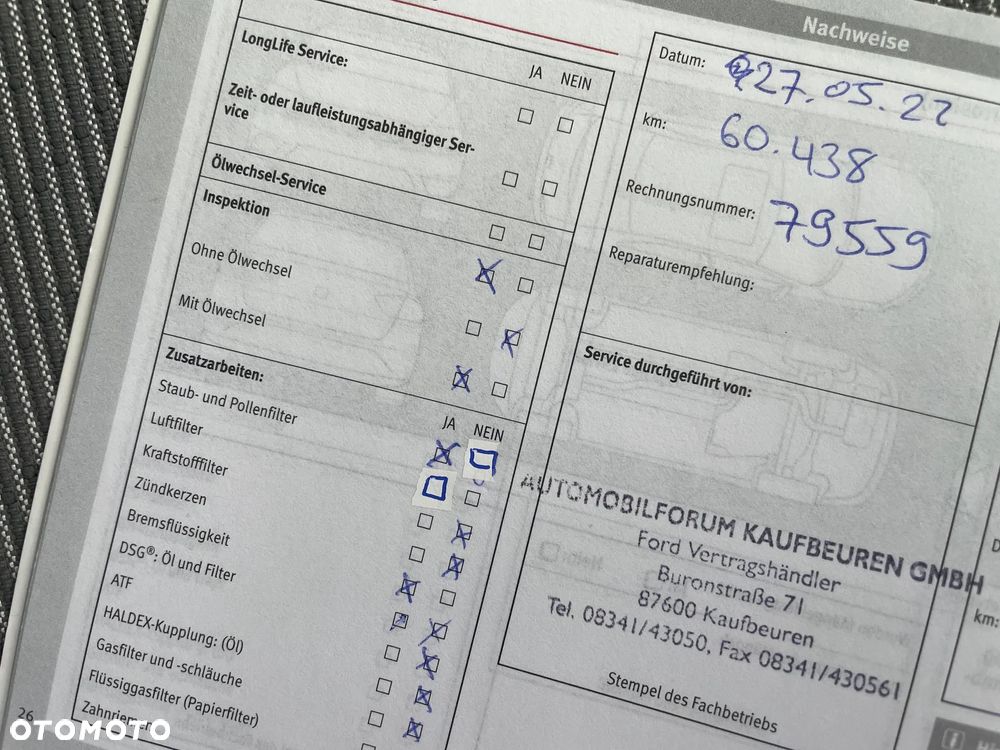 Nachweise
LongLife Service:
JA NEIN
Zeit- oder laufleistungsabhängiger Ser-
vice
Ölwechsel-Service
Inspektion
Ohne Ölwechsel
Mit Ölwechsel
Zusatzarbeiten:
JA NEIN
Staub- und Pollenfilter
Luftfilter
Kraftstofffilter
Zündkerzen
Bremsflüssigkeit
DSG®: Öl und Filter
ATF
HALDEX-Kupplung: (Öl)
Gasfilter und -schläuche
Flüssiggasfilter (Papierfilter)
Zahnriemen
26
Datum: 27.05.22
km: 60.438
Rechnungsnummer: 79559
Reparaturempfehlung:
Service durchgeführt von:
AUTOMOBILFORUM KAUFBEUREN GMBH
Ford Vertragshändler
Buronstraße 71
87600 Kaufbeuren
Tel. 08341/43050, Fax 08341/430561
Stempel des Fachbetriebs
km:
OTOMOTO